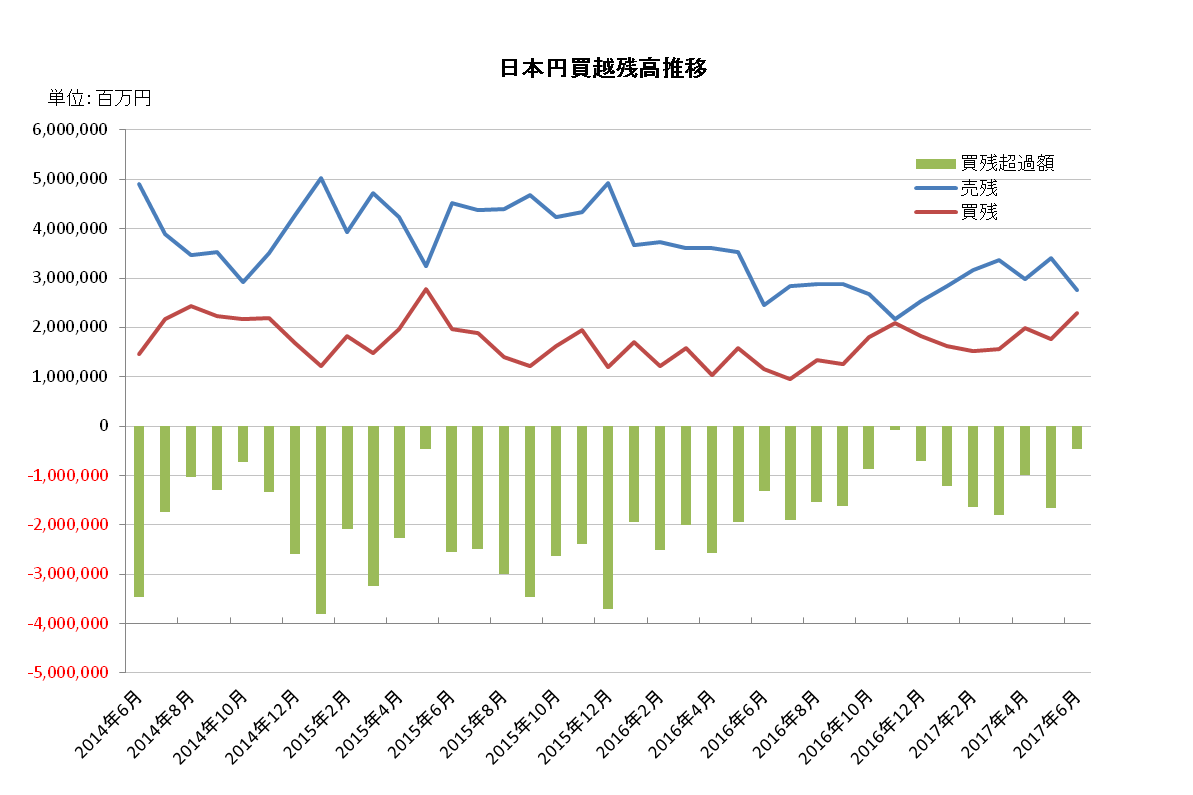 日本円買越残高推移
単位：百万円
6,000,000
5,000,000
4,000,000
3,000,000
2,000,000
1,000,000
0
-1,000,000
-2,000,000
-3,000,000
-4,000,000
-5,000,000
買残超過額
売残
買残
2014年6月
2014年8月
2014年10月
2014年12月
2015年2月
2015年4月
2015年6月
2015年8月
2015年10月
2015年12月
2016年2月
2016年4月
2016年6月
2016年8月
2016年10月
2016年12月
2017年2月
2017年4月
2017年6月